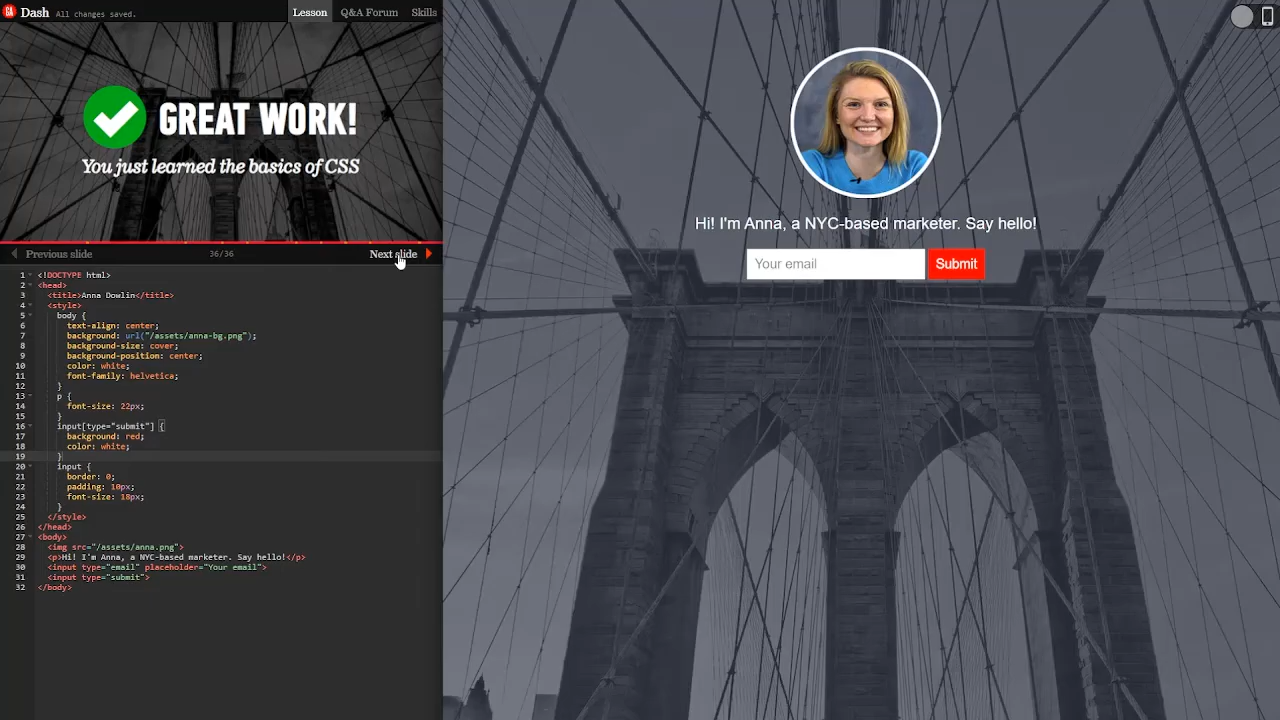 GA Dash All changes saved. Lesson Q&A Forum Skills
GREAT WORK!
You just learned the basics of CSS
Previous slide 36/36 Next slide
1 <!DOCTYPE html>
2 <head>
3 <title>Anna Dowlin</title>
4 <style>
5 body {
6 text-align: center;
7 background: url("/assets/anna-bg.png");
8 background-size: cover;
9 background-position: center;
10 color: white;
11 font-family: helvetica;
12 }
13 p {
14 font-size: 22px;
15 }
16 input[type="submit"] {
17 background: red;
18 color: white;
19 }
20 input {
21 border: 0;
22 padding: 10px;
23 font-size: 18px;
24 }
25 </style>
26 </head>
27 <body>
28 <img src="/assets/anna.png">
29 <p>Hi! I'm Anna, a NYC-based marketer. Say hello!</p>
30 <input type="email" placeholder="Your email">
31 <input type="submit">
32 </body>
Hi! I'm Anna, a NYC-based marketer. Say hello!
Your email Submit